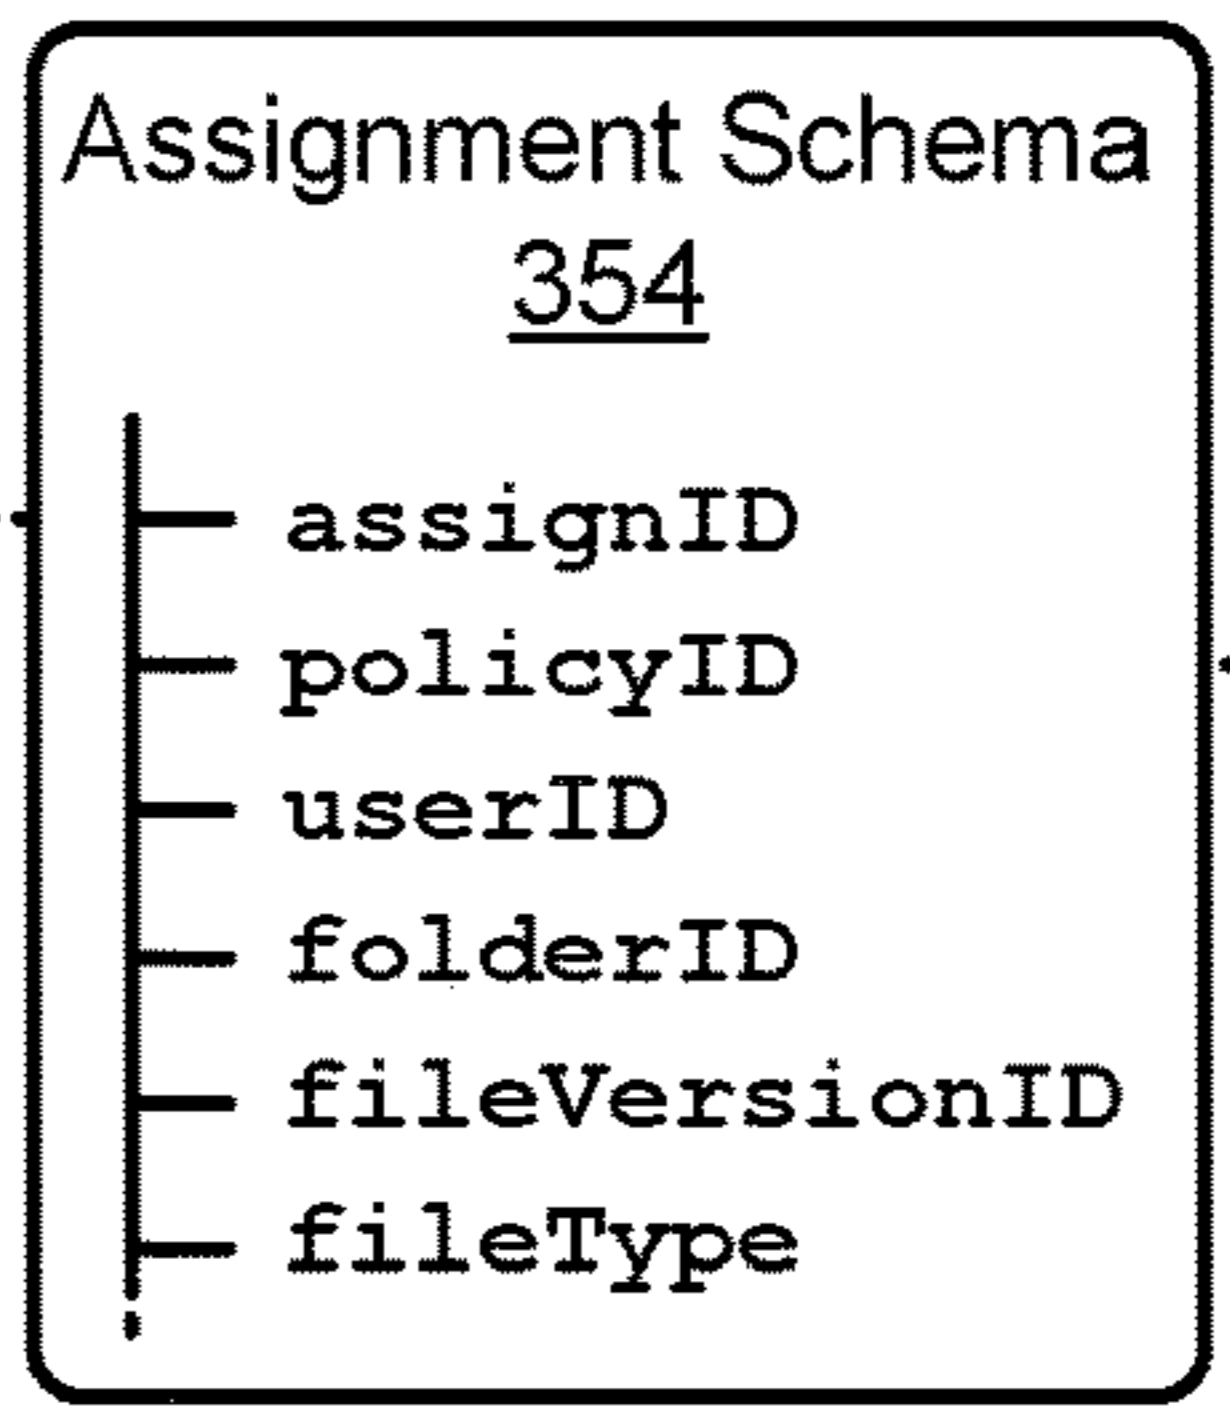 Assignment Schema
354
assignID
policyID
userID
folderID
fileVersionID
fileType